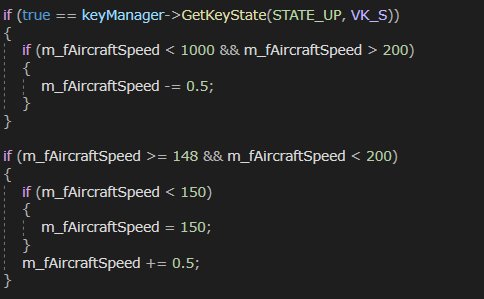 if (true == keyManager->GetKeyState(STATE_UP, VK_S))
{
if (m_fAircraftSpeed < 1000 && m_fAircraftSpeed > 200)
{
m_fAircraftSpeed -= 0.5;
}
}
if (m_fAircraftSpeed >= 148 && m_fAircraftSpeed < 200)
{
if (m_fAircraftSpeed < 150)
{
m_fAircraftSpeed = 150;
}
m_fAircraftSpeed += 0.5;
}